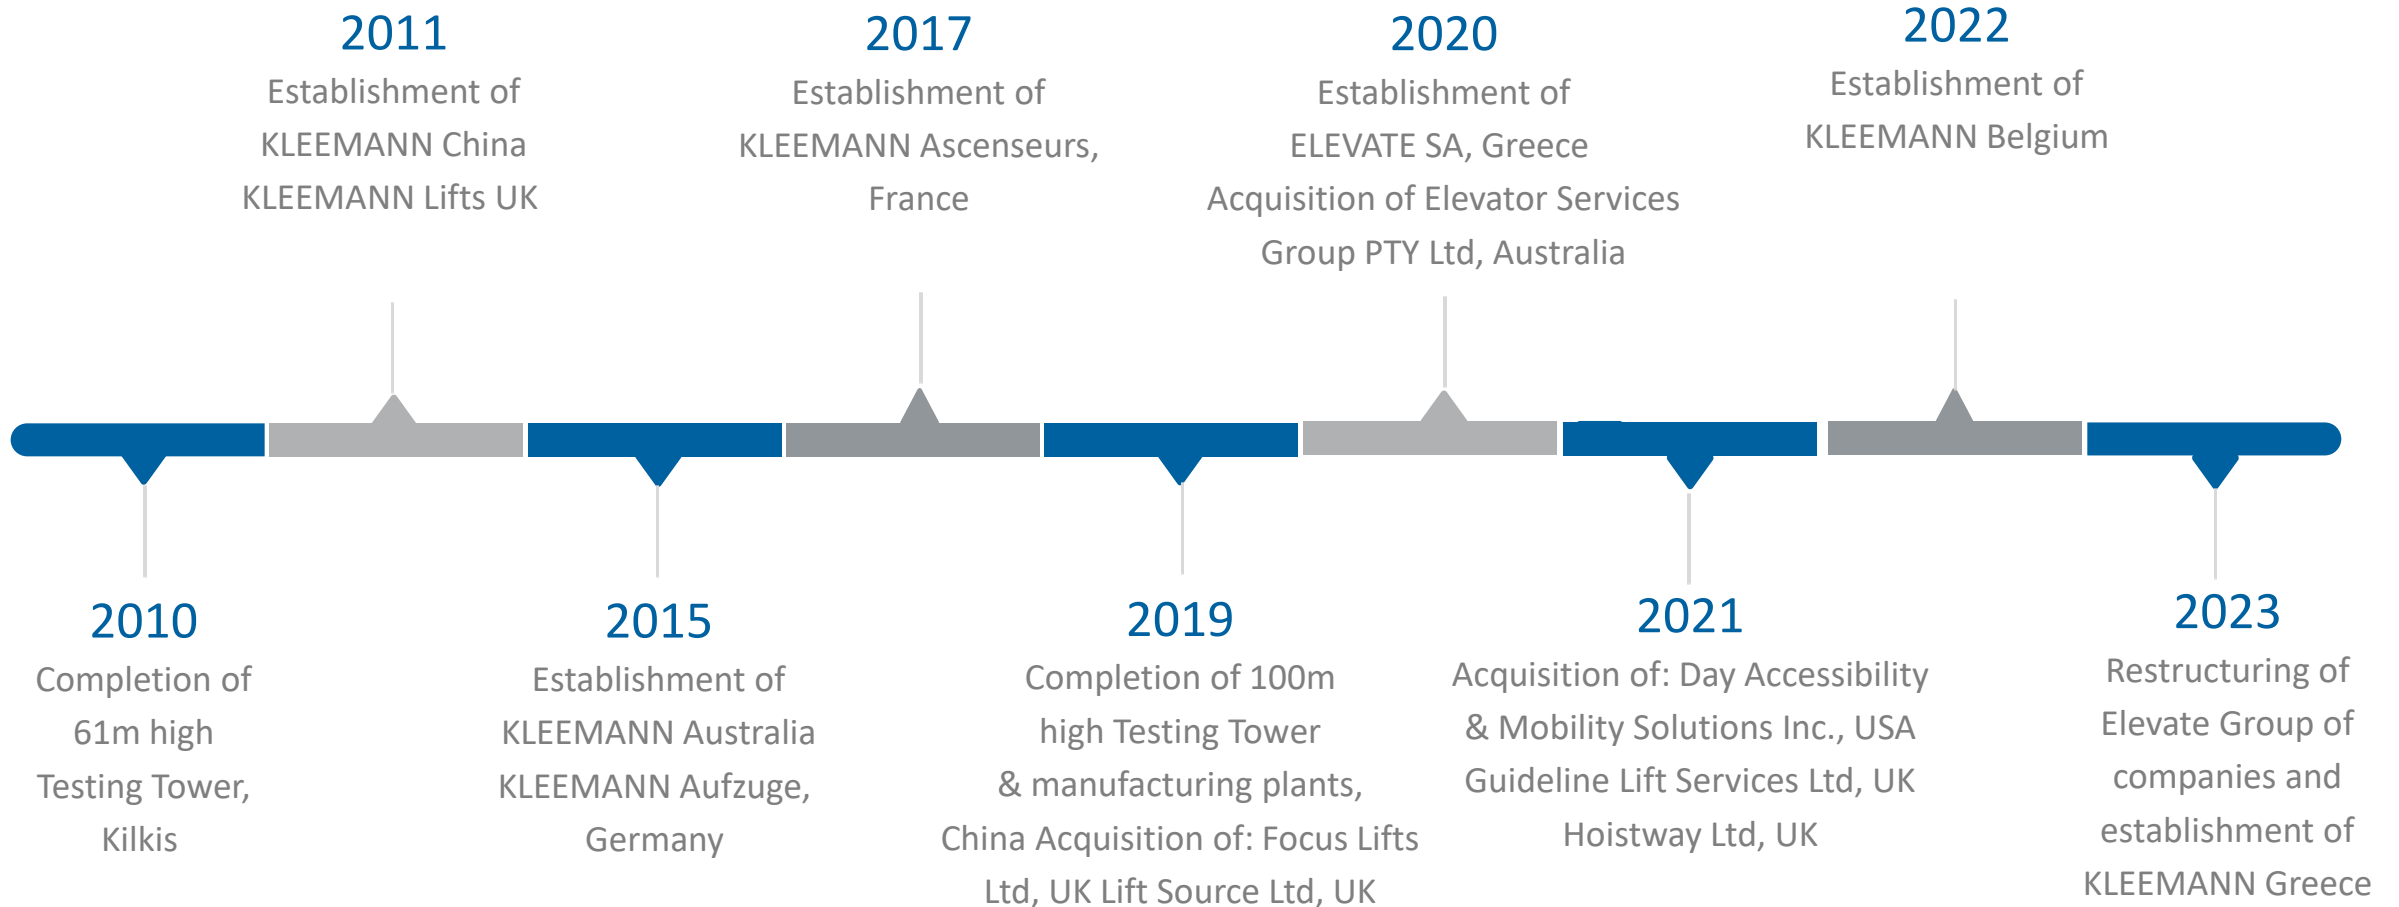 2011
Establishment of
KLEEMANN China
KLEEMANN Lifts UK
2017
Establishment of
KLEEMANN Ascenseurs,
France
2020
Establishment of
ELEVATE SA, Greece
Acquisition of Elevator Services
Group PTY Ltd, Australia
2022
Establishment of
KLEEMANN Belgium
2010
Completion of
61m high
Testing Tower,
Kilkis
2015
Establishment of
KLEEMANN Australia
KLEEMANN Aufzuge,
Germany
2019
Completion of 100m
high Testing Tower
& manufacturing plants,
China Acquisition of: Focus Lifts
Ltd, UK Lift Source Ltd, UK
2021
Acquisition of: Day Accessibility
& Mobility Solutions Inc., USA
Guideline Lift Services Ltd, UK
Hoistway Ltd, UK
2023
Restructuring of
Elevate Group of
companies and
establishment of
KLEEMANN Greece